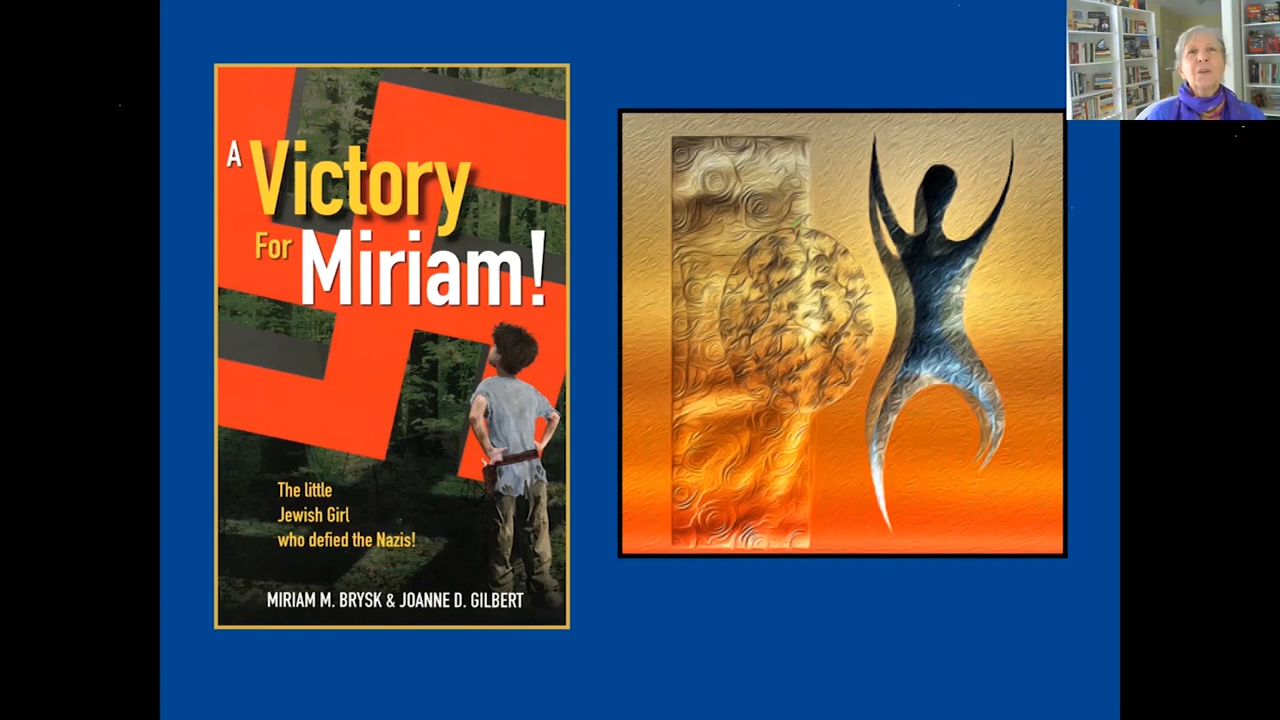 A Victory
For Miriam!
The little
Jewish Girl
who defied the Nazis!
MIRIAM M. BRYSK & JOANNE D. GILBERT